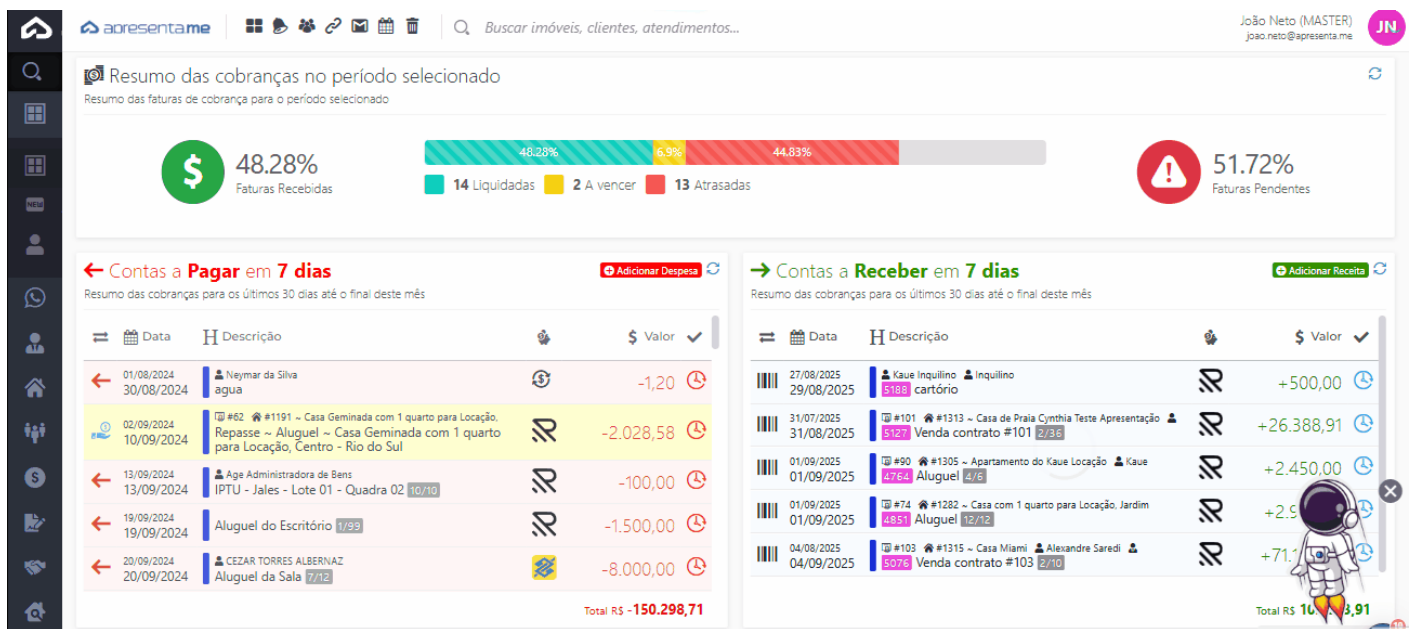 apresentame
Buscar imóveis, clientes, atendimentos...
João Neto (MASTER)
joao.neto@apresenta.me
JN
NEW
Resumo das cobranças no período selecionado
Resumo das faturas de cobrança para o período selecionado
48.28%
Faturas Recebidas
48.28%
6.9%
44.83%
14 Liquidadas
2 A vencer
13 Atrasadas
51.72%
Faturas Pendentes
Contas a Pagar em 7 dias
Adicionar Despesa
Resumo das cobranças para os últimos 30 dias até o final deste mês
Data
Descrição
$ Valor
01/08/2024
30/08/2024
Neymar da Silva
agua
-1,20
02/09/2024
10/09/2024
#62 #1191 ~ Casa Geminada com 1 quarto para Locação,
Repasse ~ Aluguel ~ Casa Geminada com 1 quarto
para Locação, Centro - Rio do Sul
-2.028,58
13/09/2024
13/09/2024
Age Administradora de Bens
IPTU - Jales - Lote 01 - Quadra 02 10/10
-100,00
19/09/2024
19/09/2024
Aluguel do Escritório 1/99
-1.500,00
20/09/2024
20/09/2024
CEZAR TORRES ALBERNAZ
Aluguel da Sala 7/12
-8.000,00
Total R$ -150.298,71
Contas a Receber em 7 dias
Adicionar Receita
Resumo das cobranças para os últimos 30 dias até o final deste mês
Data
Descrição
$ Valor
27/08/2025
29/08/2025
Kaue Inquilino Inquilino
5188 cartório
+500,00
31/07/2025
31/08/2025
#101 #1313 ~ Casa de Praia Cynthia Teste Apresentação
5127 Venda contrato #101 2/36
+26.388,91
01/09/2025
01/09/2025
#90 #1305 ~ Apartamento do Kaue Locação Kaue
4764 Aluguel 4/6
+2.450,00
01/09/2025
01/09/2025
#74 #1282 ~ Casa com 1 quarto para Locação, Jardim
4851 Aluguel 12/12
04/08/2025
04/09/2025
#103 #1315 ~ Casa Miami Alexandre Saredi
5076 Venda contrato #103 2/10
Total R$